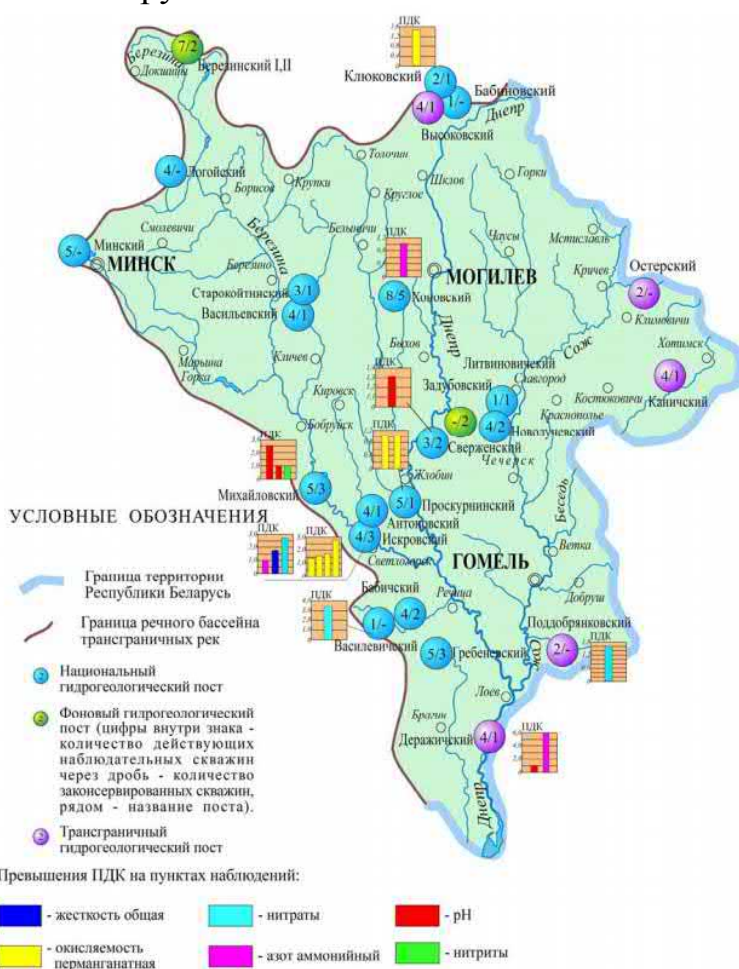 ПДК
7/2
Березина
Докшицы
Березинский I,II
Клюковский
2/1
Бабиновский
4/1
1/-
Днепр
Высоковский
Толочин
4/-
Логойский
Крупки
Шклов
Горки
Борисов
Круглое
Смолевичи
Березина
Белыничи
ПДК
Чаусы
Мстиславль
5/-
Минский
МИНСК
Березино
МОГИЛЕВ
Кричев
Остерский
Старокойтинский
3/1
8/5
Хоновский
2/-
Васильевский
4/1
Климовичи
Днепр
Сож
Хотимск
Быхов
Литвиновичский
Марьина
Горка
Кличев
ПДК
Задубовский
Славгород
4/1
Каничский
Кировск
1/1
Костюковичи
-/2
Краснополье
Бобруйск
ПДК
4/2
Новолучевский
3/2
Сверженский
ПДК
Чечерск
Жлобин
Михайловский
5/3
5/1
Проскурнинский
Беседь
УСЛОВНЫЕ ОБОЗНАЧЕНИЯ
4/1
Антоновский
ПДК
ПДК
4/3
Искровский
Светлогорск
ГОМЕЛЬ
Ветка
Граница территории
Республики Беларусь
Бабичский
Речица
Добруш
ПДК
4/2
Поддобрянковский
Граница речного бассейна
трансграничных рек
1/-
Василевичский
5/3
Гребеневский
Сож
2/-
ПДК
Национальный
гидрогеологический пост
Лоев
Фоновый гидрогеологический
пост (цифры внутри знака -
количество действующих
наблюдательных скважин
через дробь - количество
законсервированных скважин,
рядом - название поста).
Брагин
Деражичский
4/1
ПДК
Днепр
Трансграничный
гидрогеологический пост
Превышения ПДК на пунктах наблюдений:
- жесткость общая
- нитраты
- pH
- окисляемость
перманганатная
- азот аммонийный
- нитриты